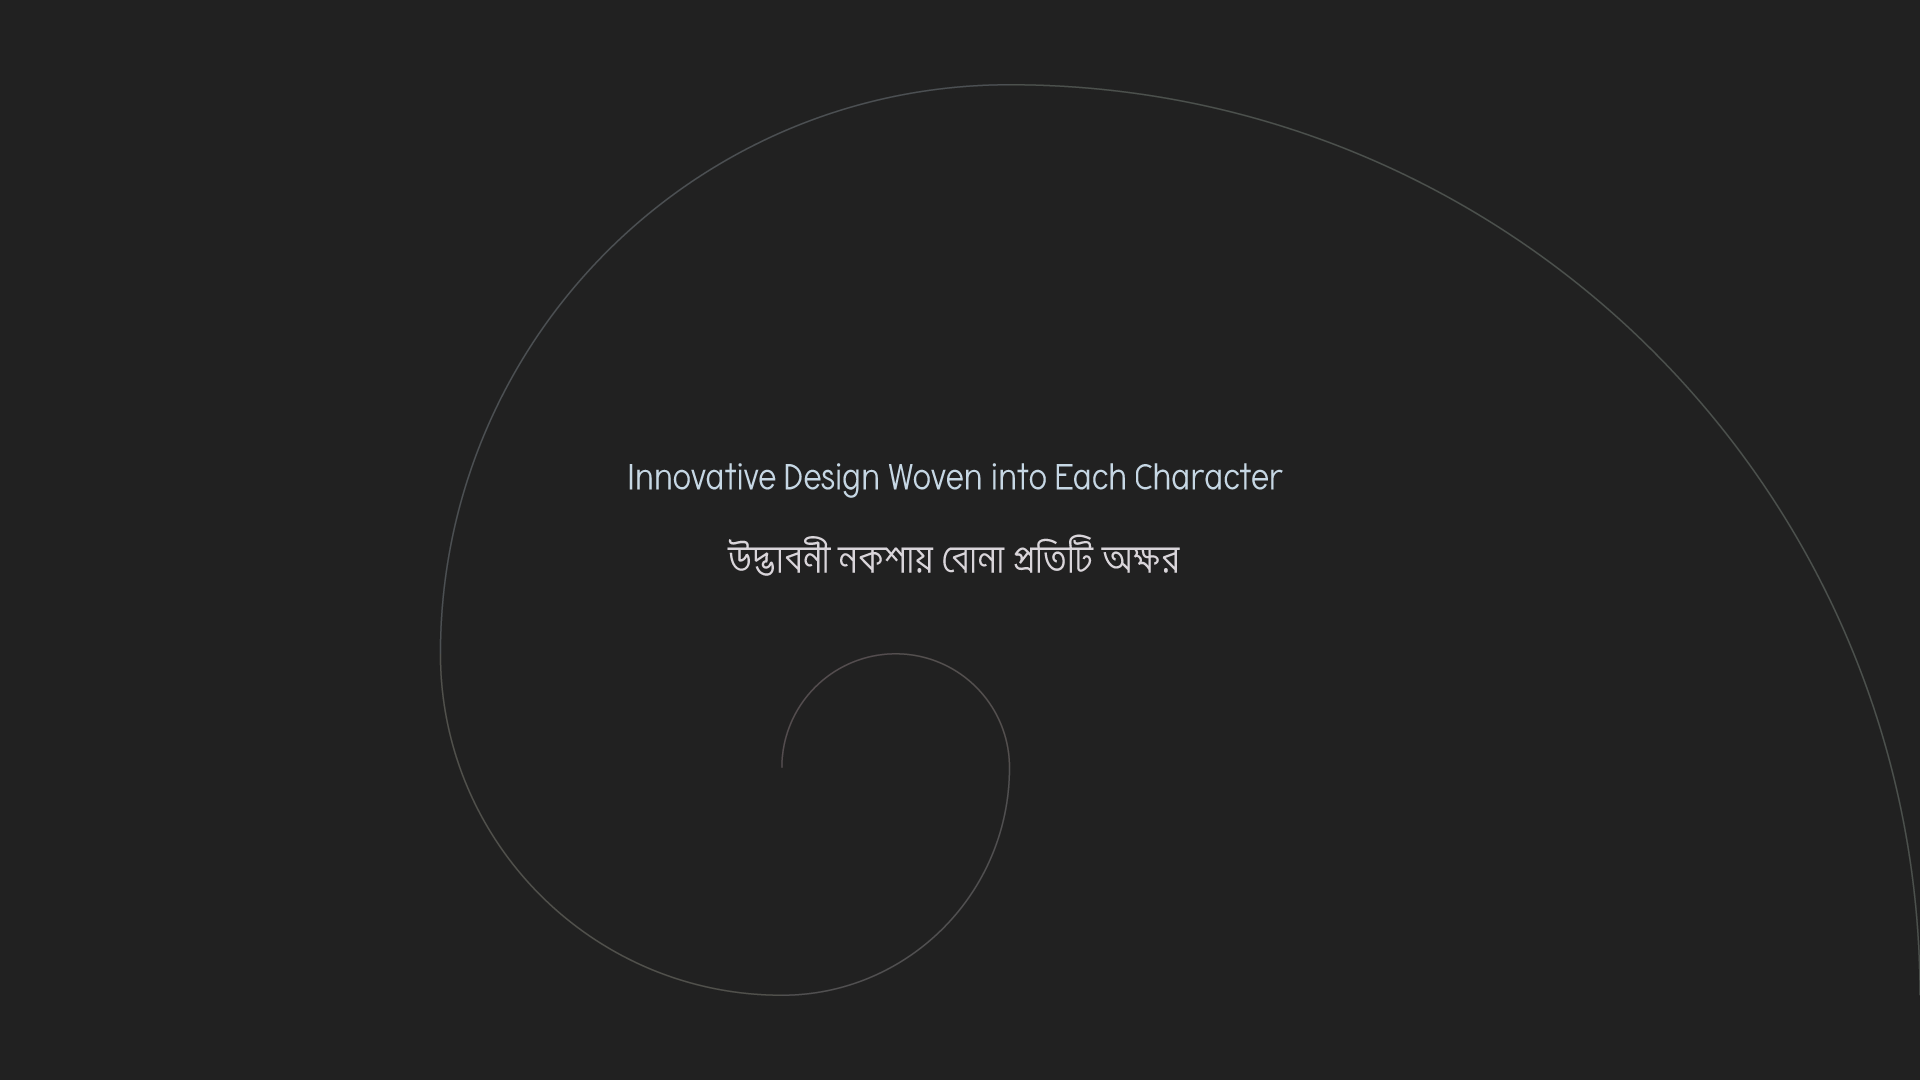 Innovative Design Woven into Each Character
উদ্ভাবনী নকশায় বোনা প্রতিটি অক্ষর